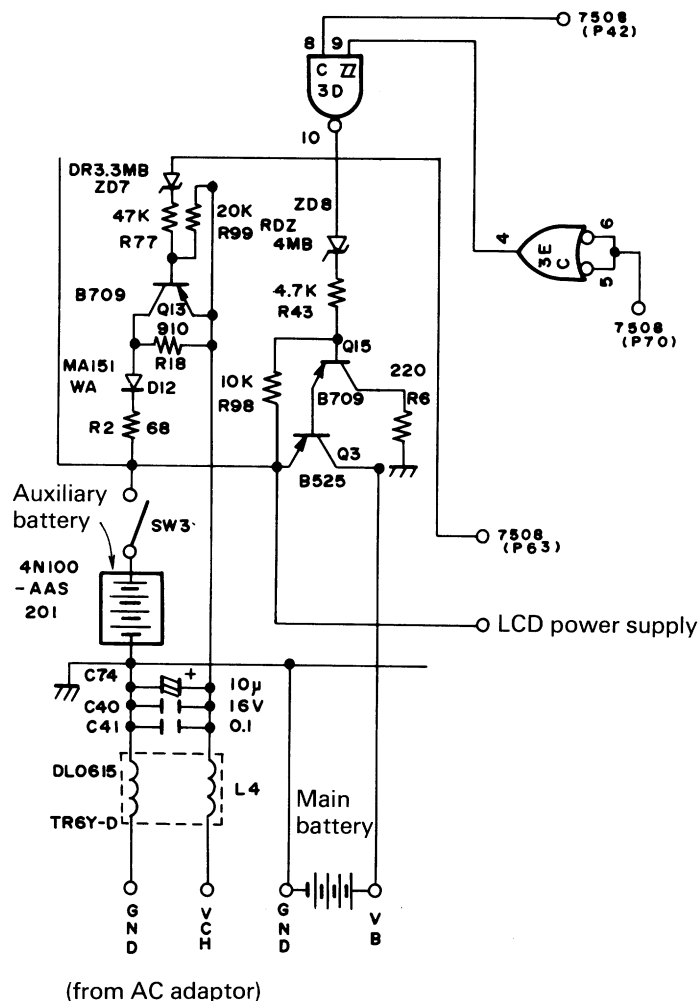 7508
(P42)
8 9
C
3D
10
DR3.3MB
ZD7
47K
R77
20K
R99
ZD8
RDZ
4MB
4
3E
C
6
5
7508
(P70)
B709
Q13
4.7K
R43
910
R18
Q15
MA151
WA
D12
10K
R98
B709
220
R6
R2 68
Q3
B525
Auxiliary
battery
SW3
7508
(P63)
4N100
-AAS
201
LCD power supply
C74
+
10μ
C40
16V
C41
0.1
DL0615
L4
TR6Y-D
Main
battery
GND
VCH
GND
VB
(from AC adaptor)